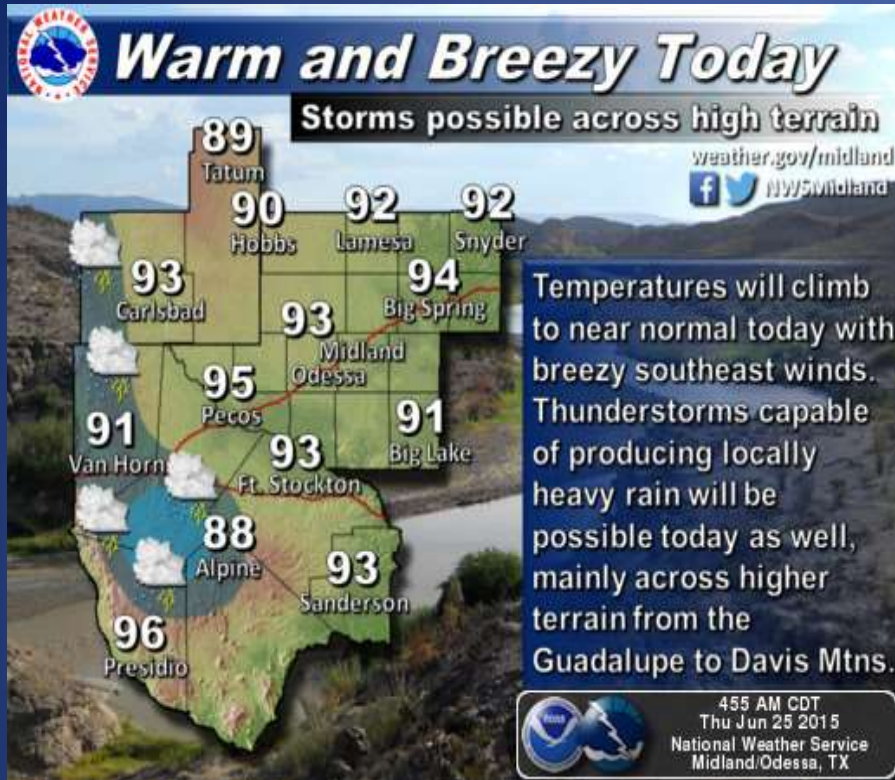 NATIONAL WEATHER SERVICE
Warm and Breezy Today
Storms possible across high terrain
weather.gov/midland
NWSMidland
89
Tatum
90
Hobbs
92
Lamesa
92
Snyder
93
Carlsbad
94
Big Spring
93
Midland
Odessa
95
Pecos
91
Van Horn
93
Ft. Stockton
91
Big Lake
88
Alpine
93
Sanderson
96
Presidio
Temperatures will climb
to near normal today with
breezy southeast winds.
Thunderstorms capable
of producing locally
heavy rain will be
possible today as well,
mainly across higher
terrain from the
Guadalupe to Davis Mtns.
noaa
455 AM CDT
Thu Jun 25 2015
National Weather Service
Midland/Odessa, TX